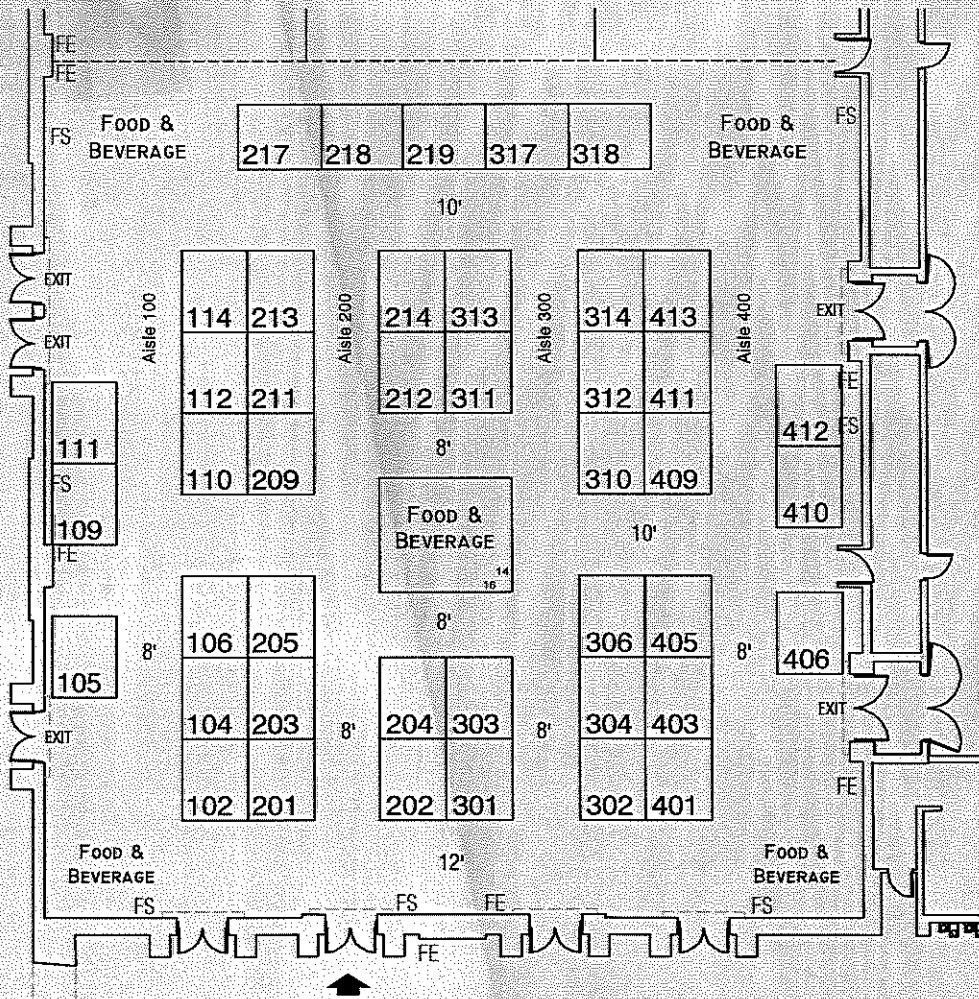 FE
FE
FS
FOOD &
BEVERAGE
217 218 219 317 318
FOOD &
BEVERAGE
FS
10'
EXIT
EXIT
Aisle 100
114 213
Aisle 200
214 313
Aisle 300
314 413
Aisle 400
EXIT
112 211
212 311
312 411
FE
412
FS
111
FS
109
FE
110 209
8'
310 409
410
FOOD &
BEVERAGE
14
16
10'
8'
105
8'
106 205
306 405
8'
406
EXIT
104 203
8'
204 303
8'
304 403
EXIT
102 201
202 301
302 401
FE
FOOD &
BEVERAGE
12'
FOOD &
BEVERAGE
FS
FS
FE
FS
FE